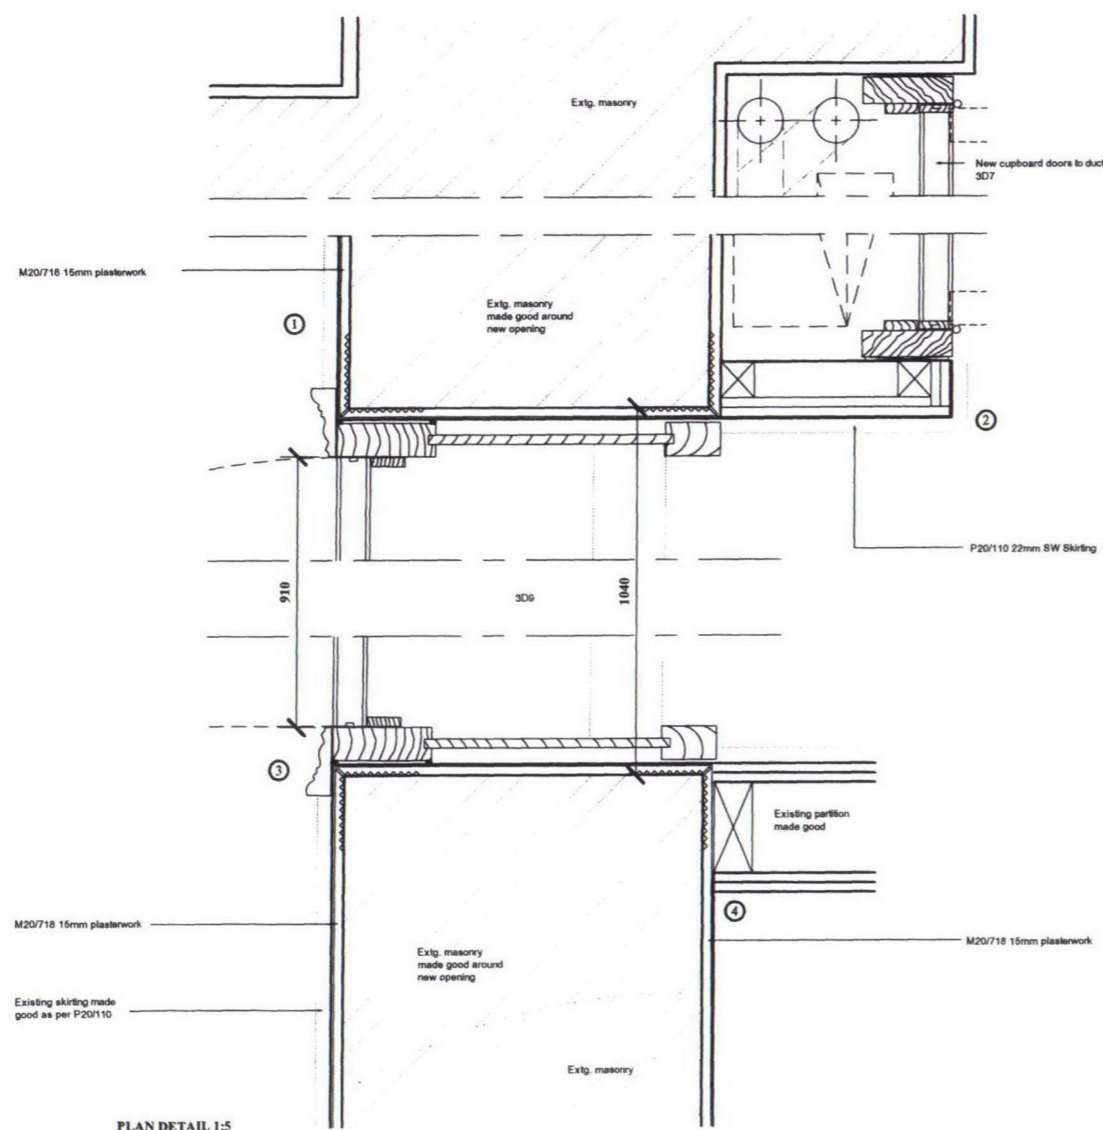 Extg. masonry
New cupboard doors to duct
3D7
M20/718 15mm plasterwork
Extg. masonry
made good around
new opening
1
2
P20/110 22mm SW Skirting
910
3D9
1040
3
Existing partition
made good
4
M20/718 15mm plasterwork
M20/718 15mm plasterwork
Extg. masonry
made good around
new opening
Existing skirting made
good as per P20/110
Extg. masonry
PLAN DETAIL 1:5